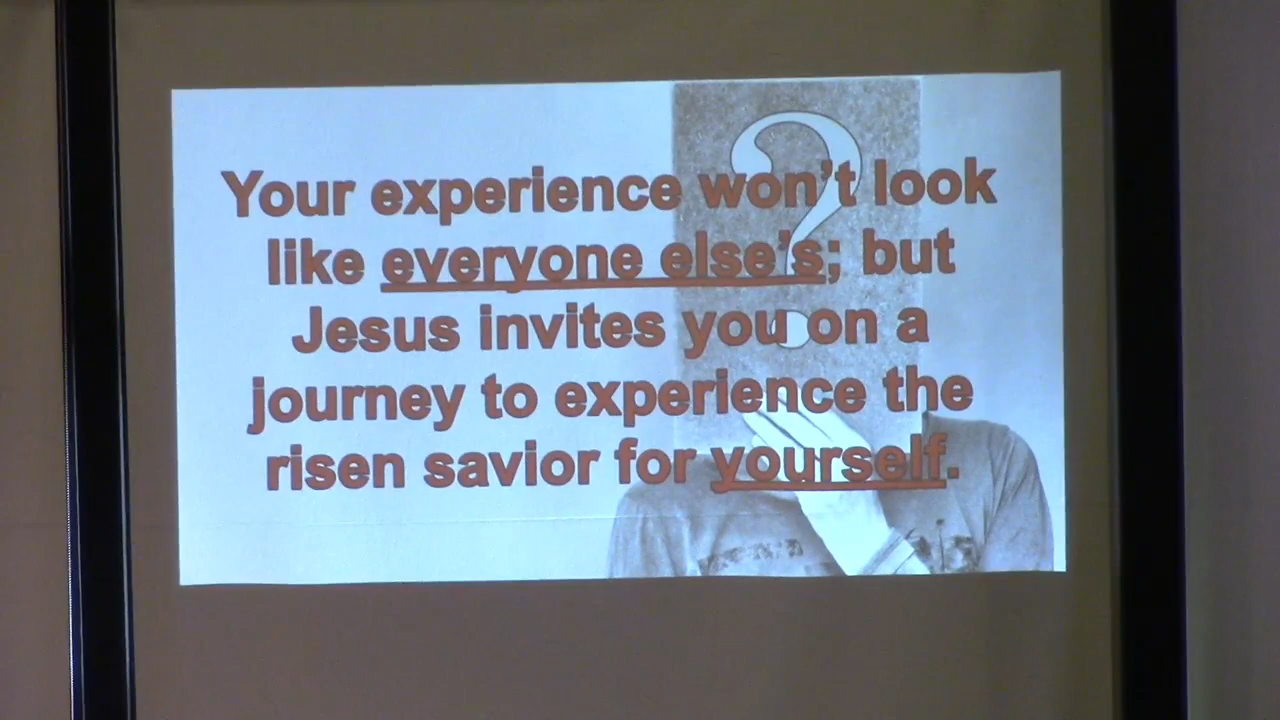 Your experience won't look
like everyone else's; but
Jesus invites you on a
journey to experience the
risen savior for yourself.
?